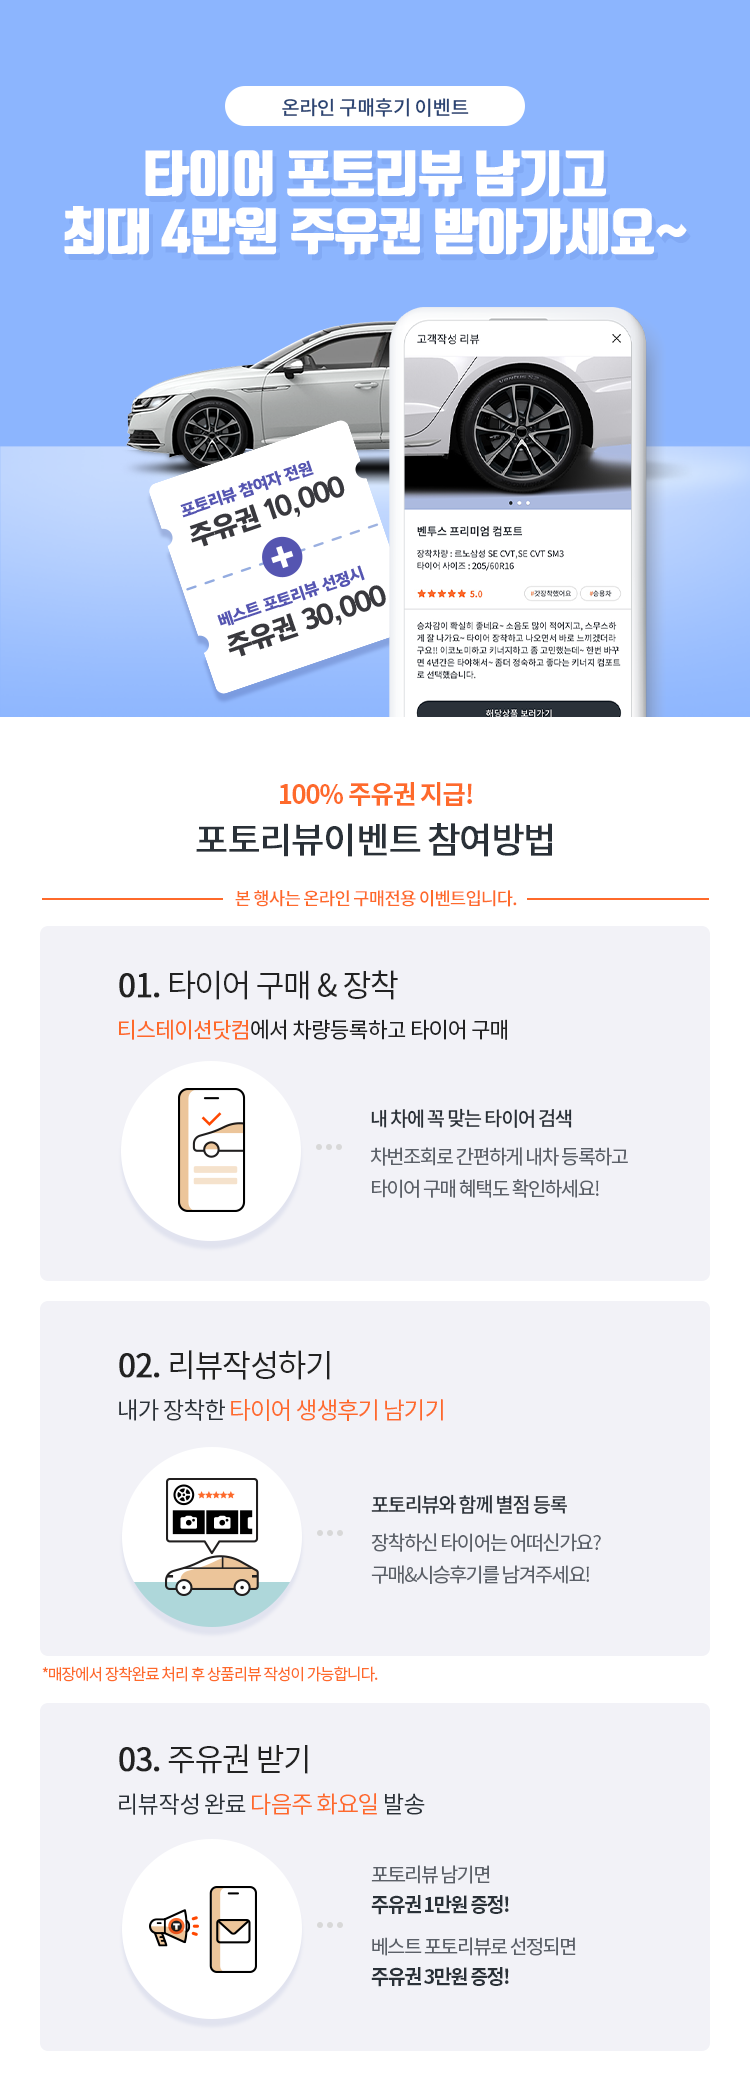 온라인 구매후기 이벤트
타이어 포토리뷰 남기고
최대 4만원 주유권 받아가세요~
포토리뷰 참여자 전원
주유권 10,000
베스트 포토리뷰 선정시
주유권 30,000
고객작성 리뷰
벤투스 프리미엄 컴포트
장착차량 : 르노삼성 SE CVT,SE CVT SM3
타이어 사이즈 : 205/60R16
★★★★★ 5.0 #갓장착했어요 #승용차
승차감이 확실히 좋네요~ 소음도 많이 적어지고, 스무스하
게 잘 나가요~ 타이어 장착하고 나오면서 바로 느끼겠더라
구요!! 이코노미하고 키너지하고 좀 고민했는데~ 한번 바꾸
면 4년간은 타야해서~ 좀더 정숙하고 좋다는 키너지 컴포트
로 선택했습니다.
해당상품 보러가기
100% 주유권 지급!
포토리뷰이벤트 참여방법
본 행사는 온라인 구매전용 이벤트입니다.
01. 타이어 구매 & 장착
티스테이션닷컴에서 차량등록하고 타이어 구매
내 차에 꼭 맞는 타이어 검색
차번조회로 간편하게 내차 등록하고
타이어 구매 혜택도 확인하세요!
02. 리뷰작성하기
내가 장착한 타이어 생생후기 남기기
포토리뷰와 함께 별점 등록
장착하신 타이어는 어떠신가요?
구매&시승후기를 남겨주세요!
*매장에서 장착완료 처리 후 상품리뷰 작성이 가능합니다.
03. 주유권 받기
리뷰작성 완료 다음주 화요일 발송
포토리뷰 남기면
주유권 1만원 증정!
베스트 포토리뷰로 선정되면
주유권 3만원 증정!